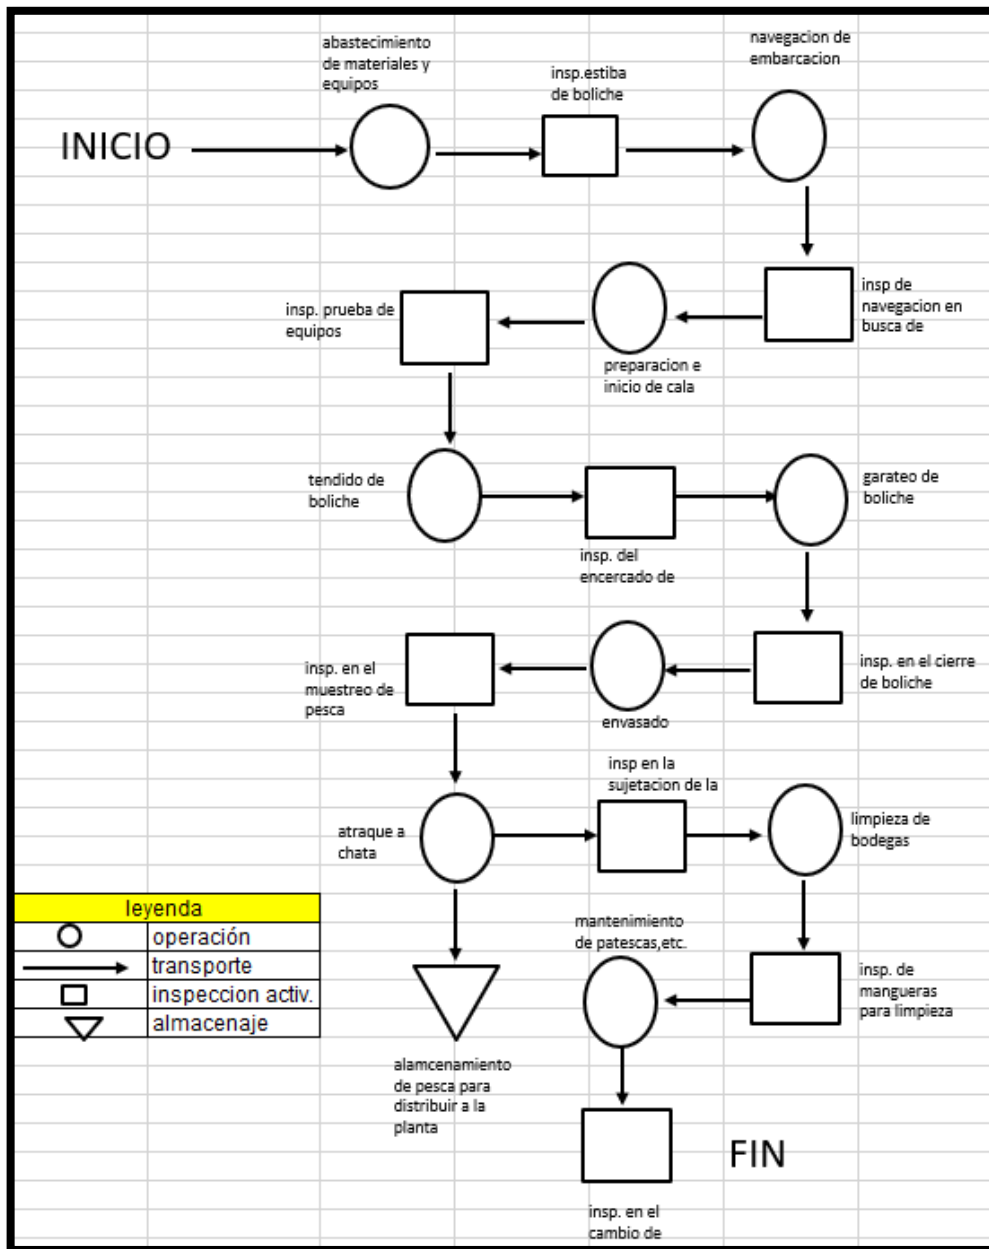 abastecimiento
de materiales y
equipos
insp.estiba
de boliche
navegacion de
embarcacion
INICIO
insp de
navegacion en
busca de
preparacion e
inicio de cala
insp. prueba de
equipos
tendido de
boliche
insp. del
encercado de
garateo de
boliche
insp. en el cierre
de boliche
envasado
insp. en el
muestreo de
pesca
atraque a
chata
insp en la
sujetacion de la
limpieza de
bodegas
insp. de
mangueras
para limpieza
mantenimiento
de patescas,etc.
leyenda
operación
transporte
inspeccion activ.
almacenaje
alamcenamiento
de pesca para
distribuir a la
planta
FIN
insp. en el
cambio de